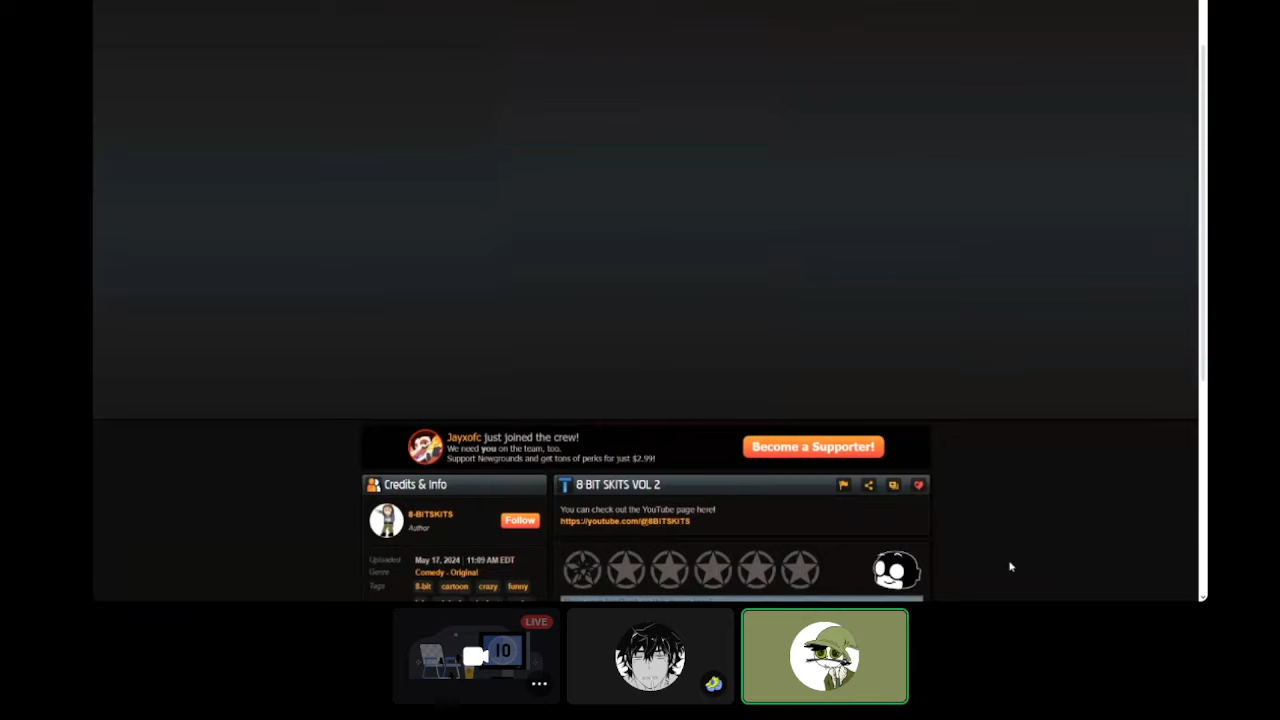 Jayxofc just joined the crew!
We need you on the team, too.
Support Newgrounds and get tons of perks for just $2.99!
Become a Supporter!
Credits & Info
8-BITSKITS
Author
Follow
Uploaded
May 17, 2024 | 11:09 AM EDT
Genre
Comedy - Original
Tags
8-bit cartoon crazy funny
8-BIT SKITS VOL 2
You can check out the YouTube page here!
https://youtube.com/@8BITSKITS
LIVE
10